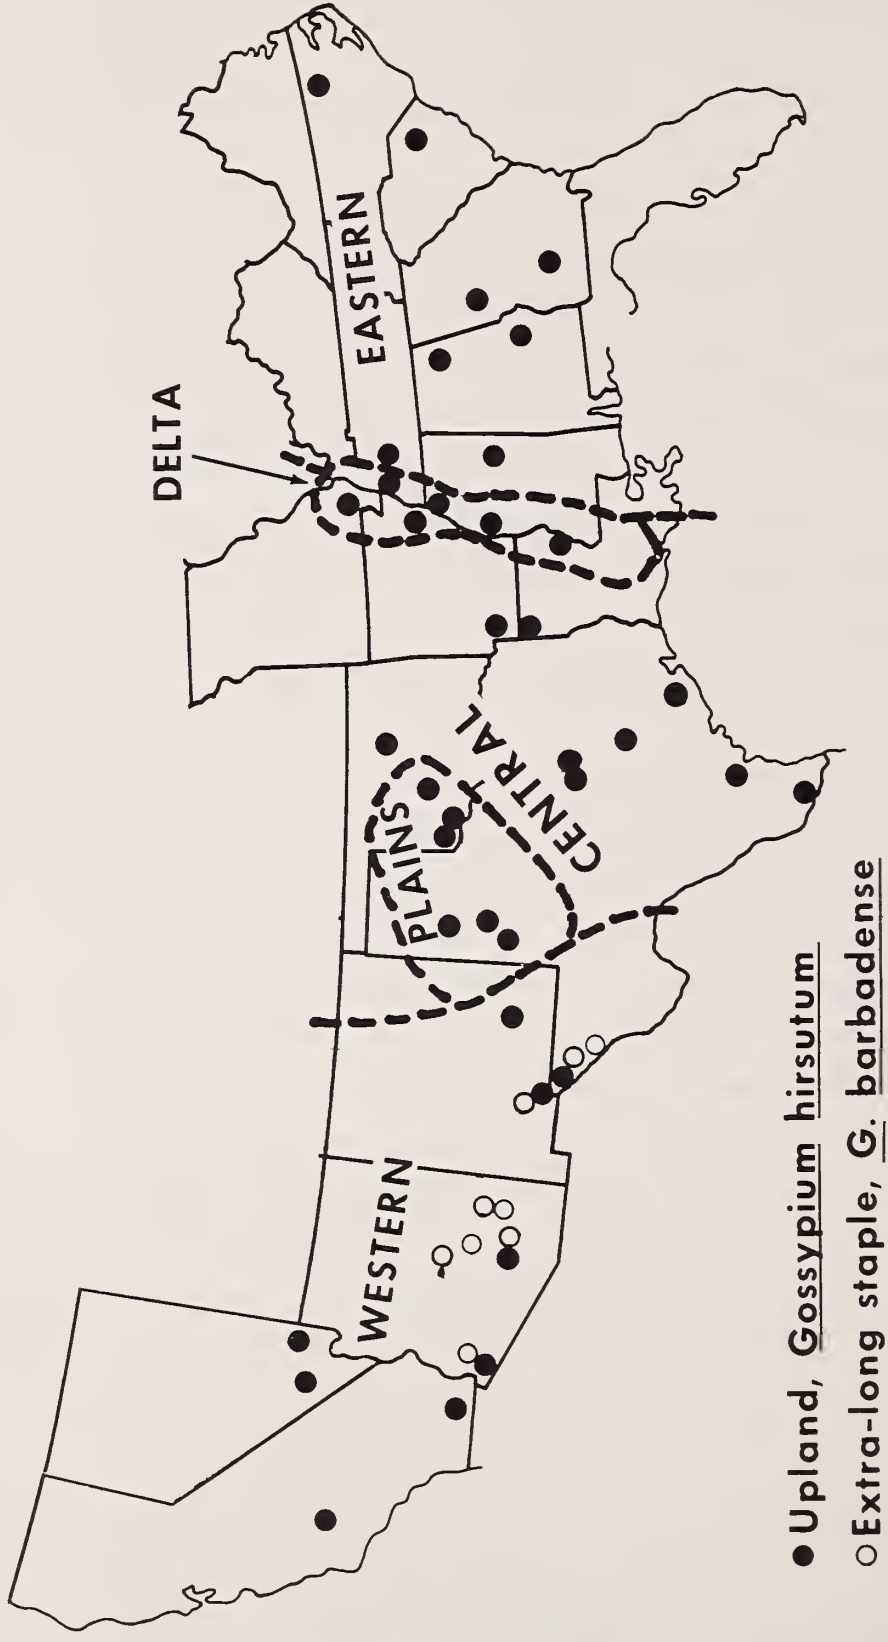 DELTA
EASTERN
PLAINS
CENTRAL
WESTERN
Upland, Gossypium hirsutum
Extra-long staple, G. barbadense